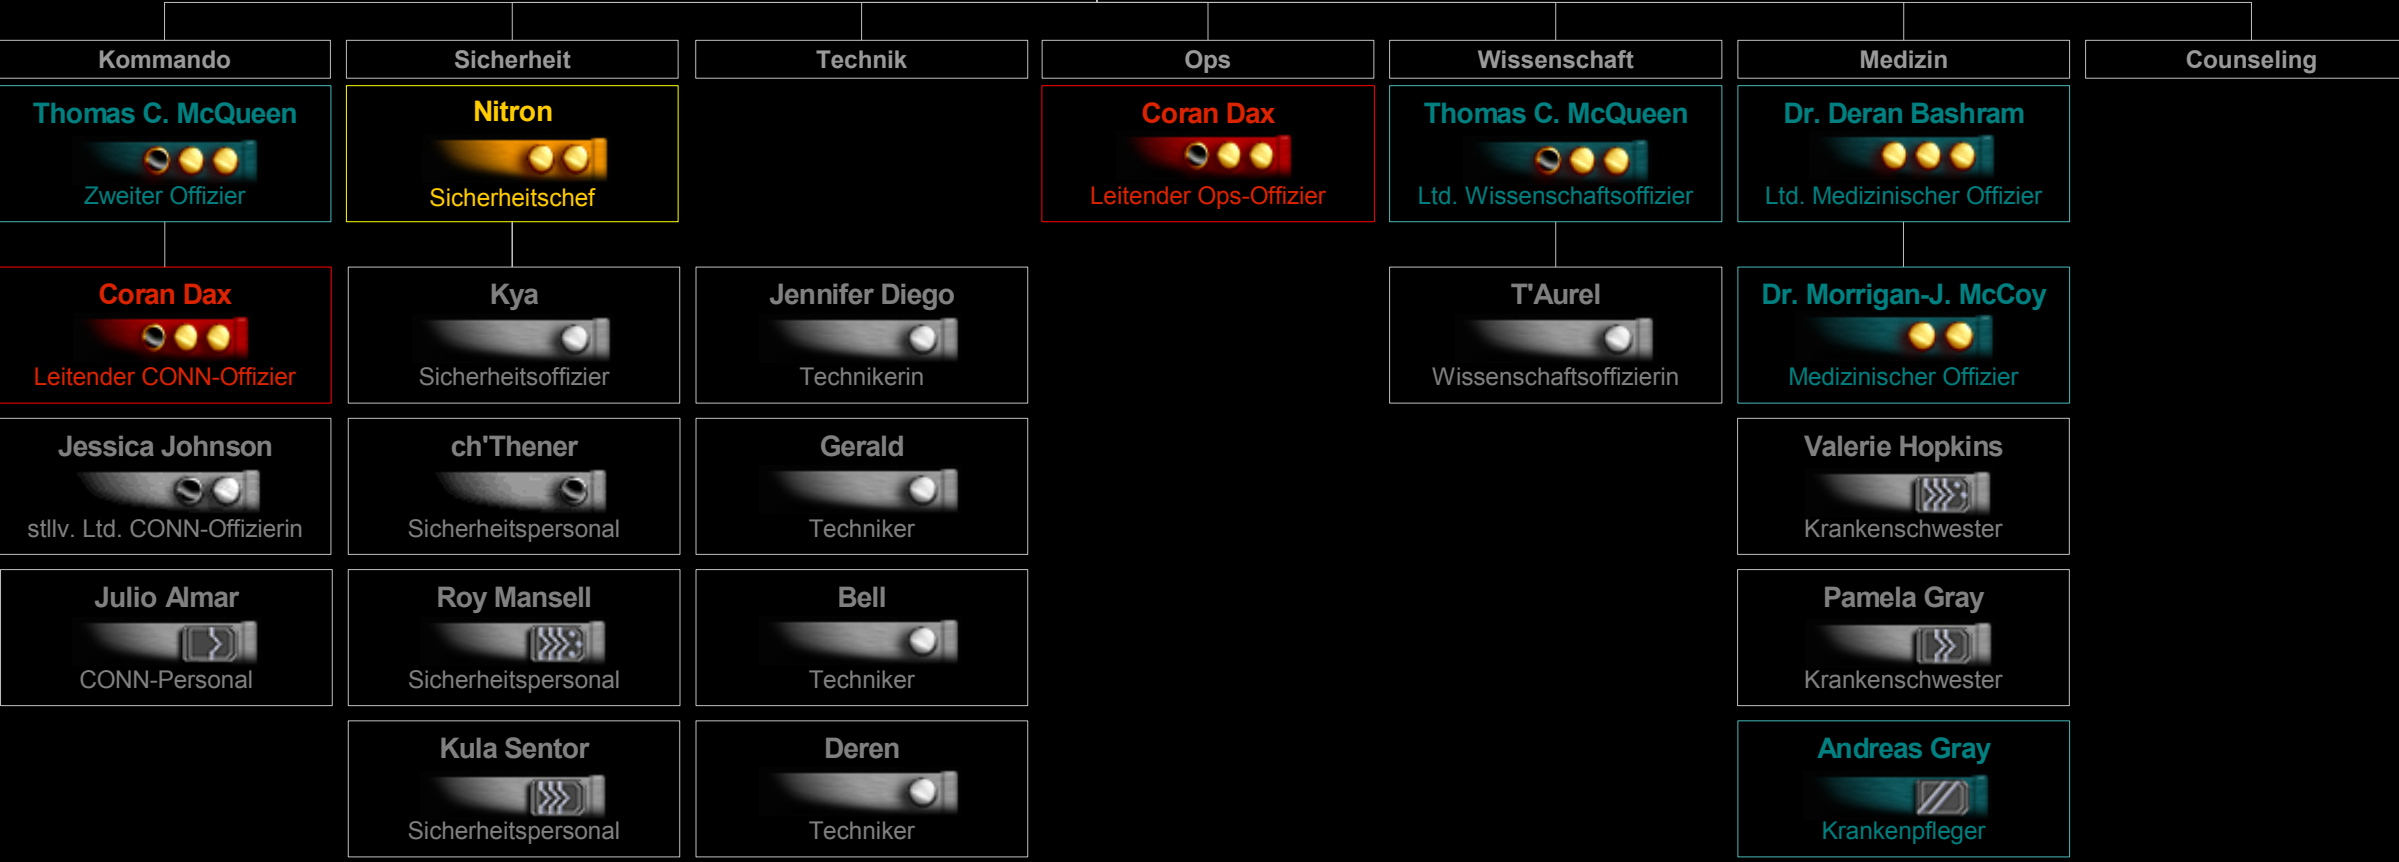 Kommando
Sicherheit
Technik
Ops
Wissenschaft
Medizin
Counseling
Thomas C. McQueen
Zweiter Offizier
Nitron
Sicherheitschef
Coran Dax
Leitender Ops-Offizier
Thomas C. McQueen
Ltd. Wissenschaftsoffizier
Dr. Deran Bashram
Ltd. Medizinischer Offizier
Coran Dax
Leitender CONN-Offizier
Kya
Sicherheitsoffizier
Jennifer Diego
Technikerin
T'Aurel
Wissenschaftsoffizierin
Dr. Morrigan-J. McCoy
Medizinischer Offizier
Jessica Johnson
stllv. Ltd. CONN-Offizierin
ch'Thener
Sicherheitspersonal
Gerald
Techniker
Valerie Hopkins
Krankenschwester
Julio Almar
CONN-Personal
Roy Mansell
Sicherheitspersonal
Bell
Techniker
Pamela Gray
Krankenschwester
Kula Sentor
Sicherheitspersonal
Deren
Techniker
Andreas Gray
Krankenpfleger